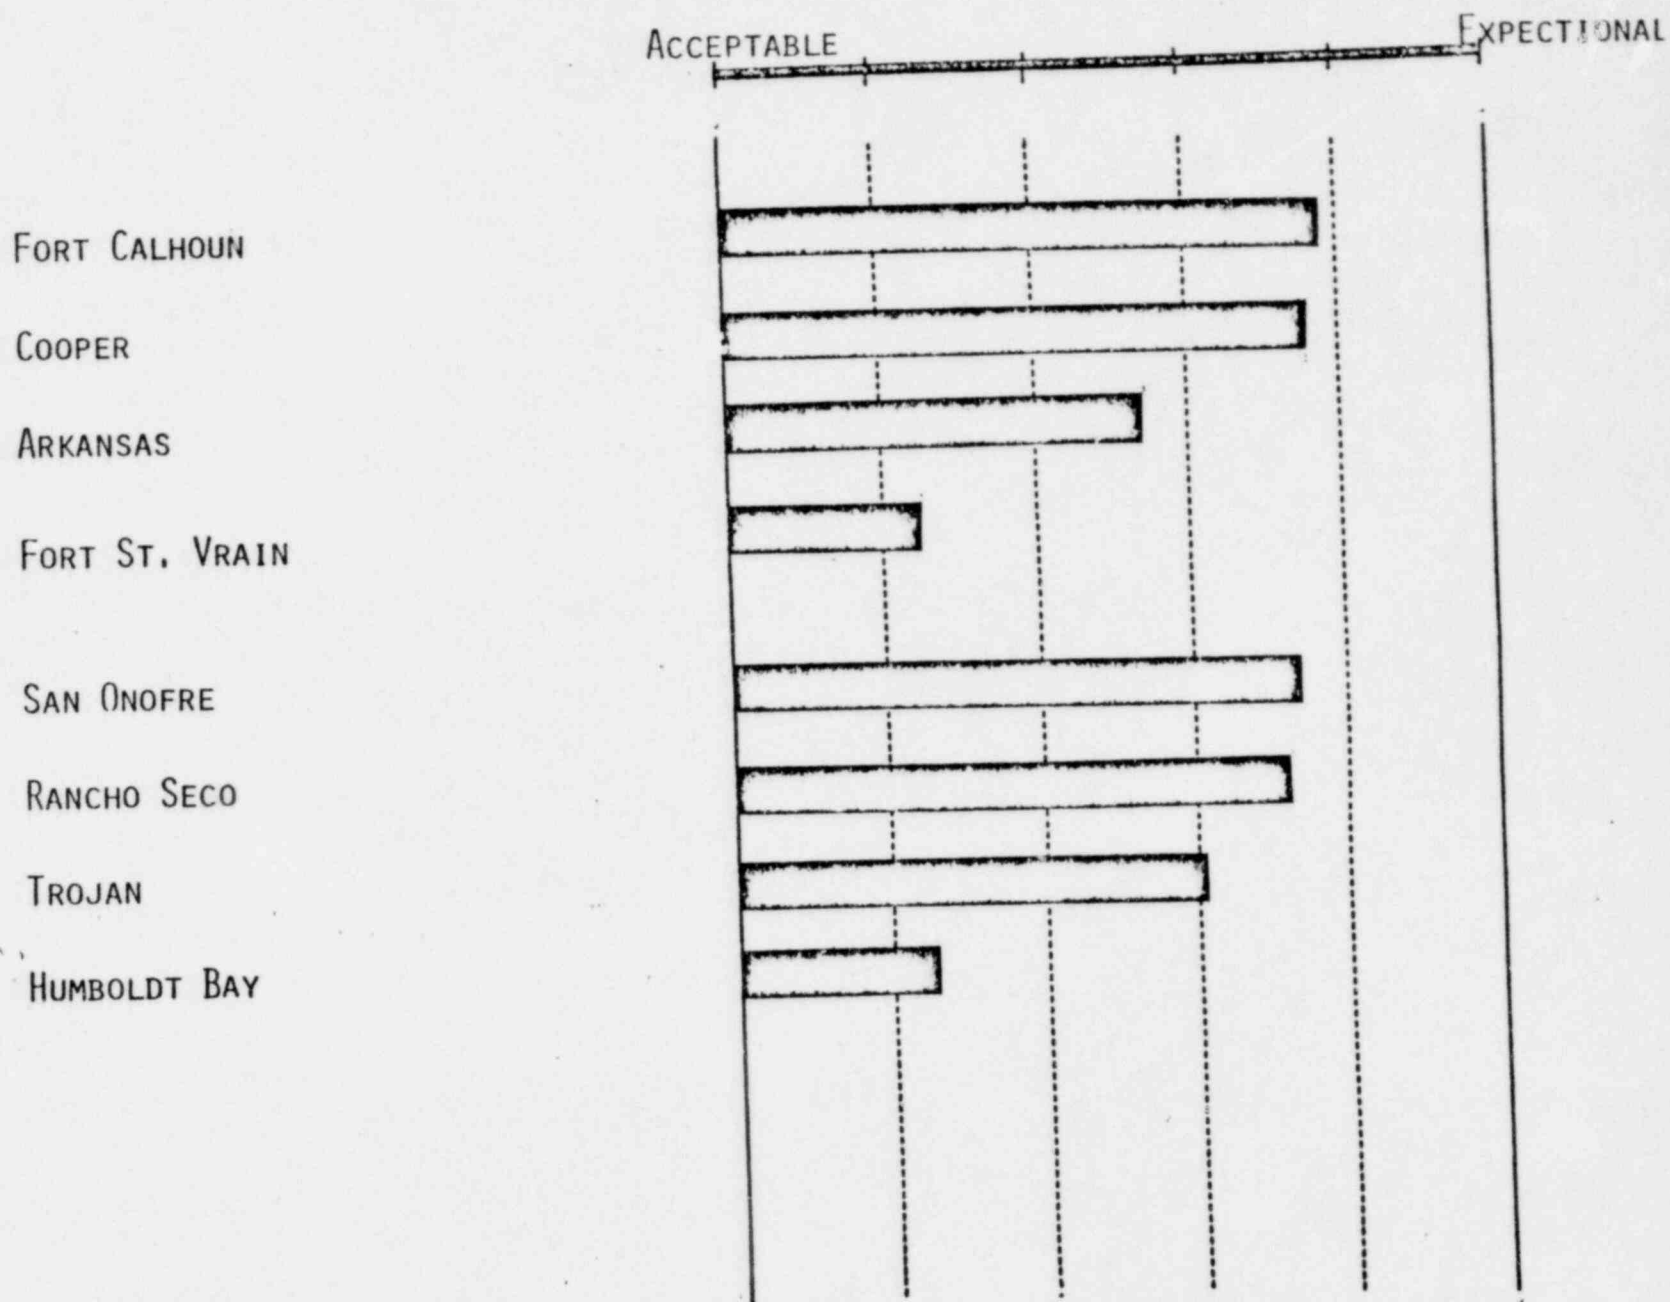 ACCEPTABLE EXPECTIONAL
FORT CALHOUN
COOPER
ARKANSAS
FORT ST. VRAIN
SAN ONOFRE
RANCHO SECO
TROJAN
HUMBOLDT BAY